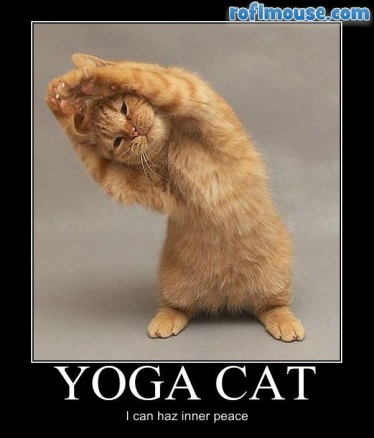 roflmouse.com
YOGA CAT
I can haz inner peace